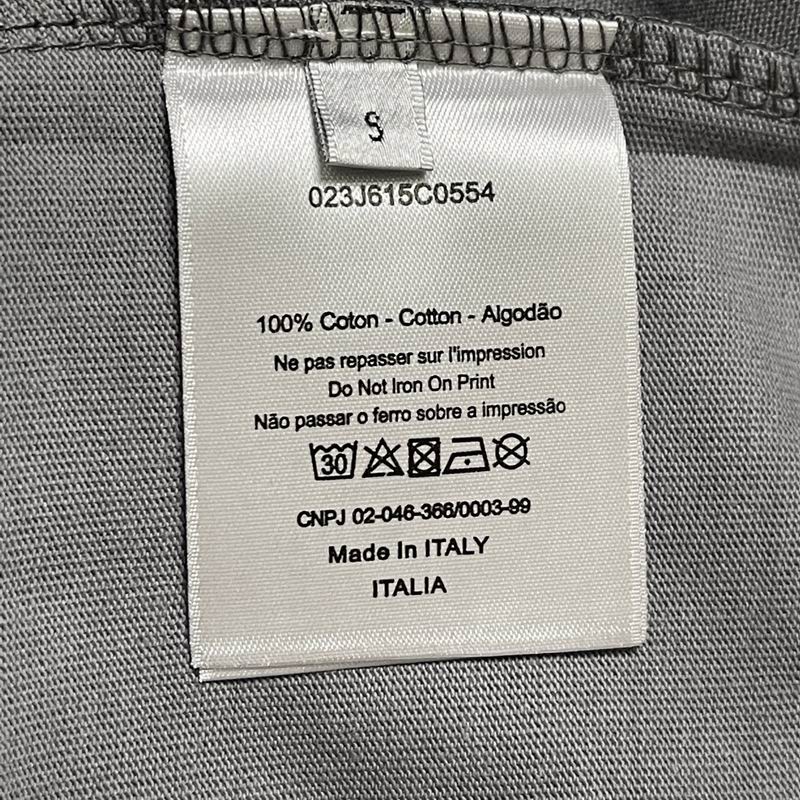 S
023J615C0554
100% Coton - Cotton - Algodão
Ne pas repasser sur l'impression
Do Not Iron On Print
Não passar o ferro sobre a impressão
30
CNPJ 02-046-366/0003-99
Made In ITALY
ITALIA